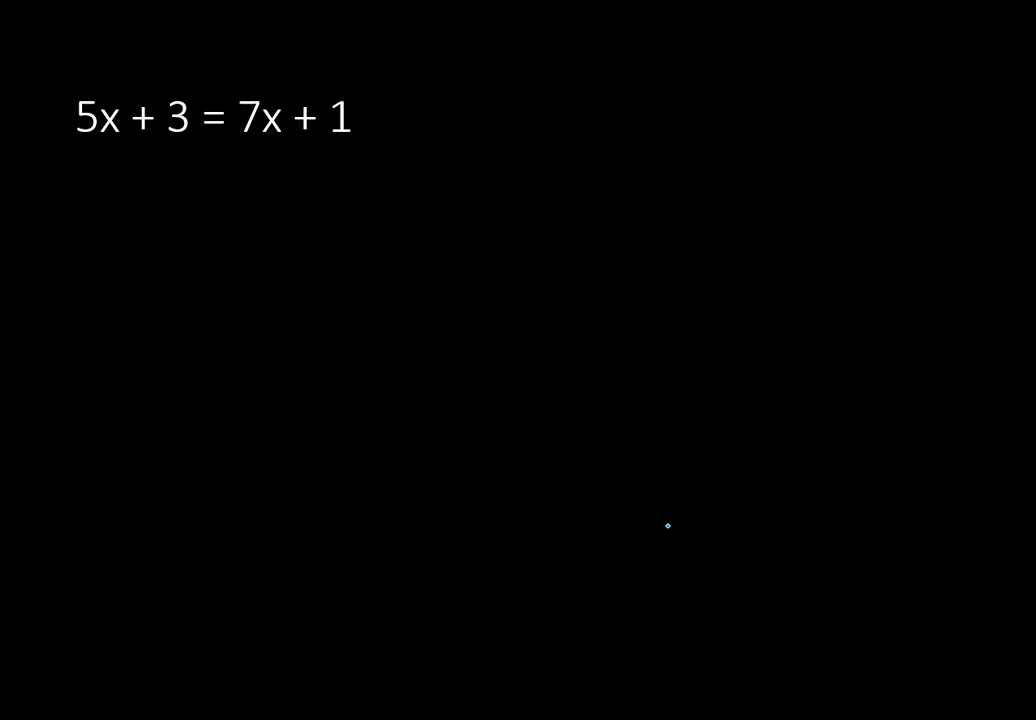 5x + 3 = 7x + 1